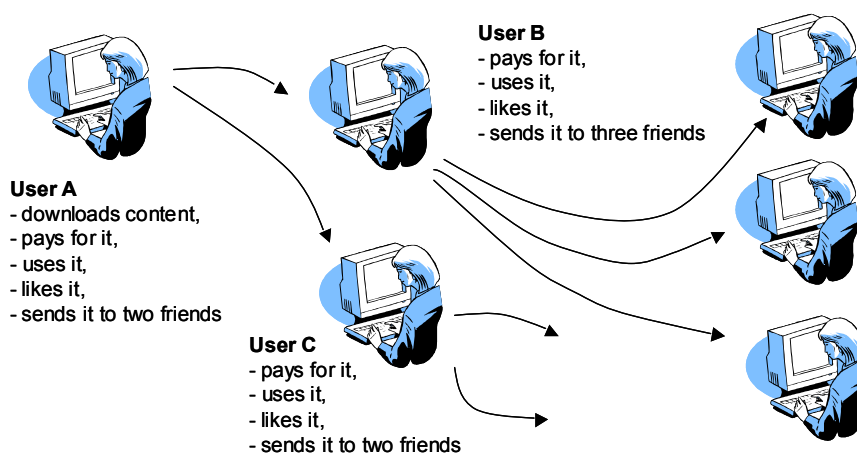 User B
- pays for it,
- uses it,
- likes it,
- sends it to three friends
User A
- downloads content,
- pays for it,
- uses it,
- likes it,
- sends it to two friends
User C
- pays for it,
- uses it,
- likes it,
- sends it to two friends